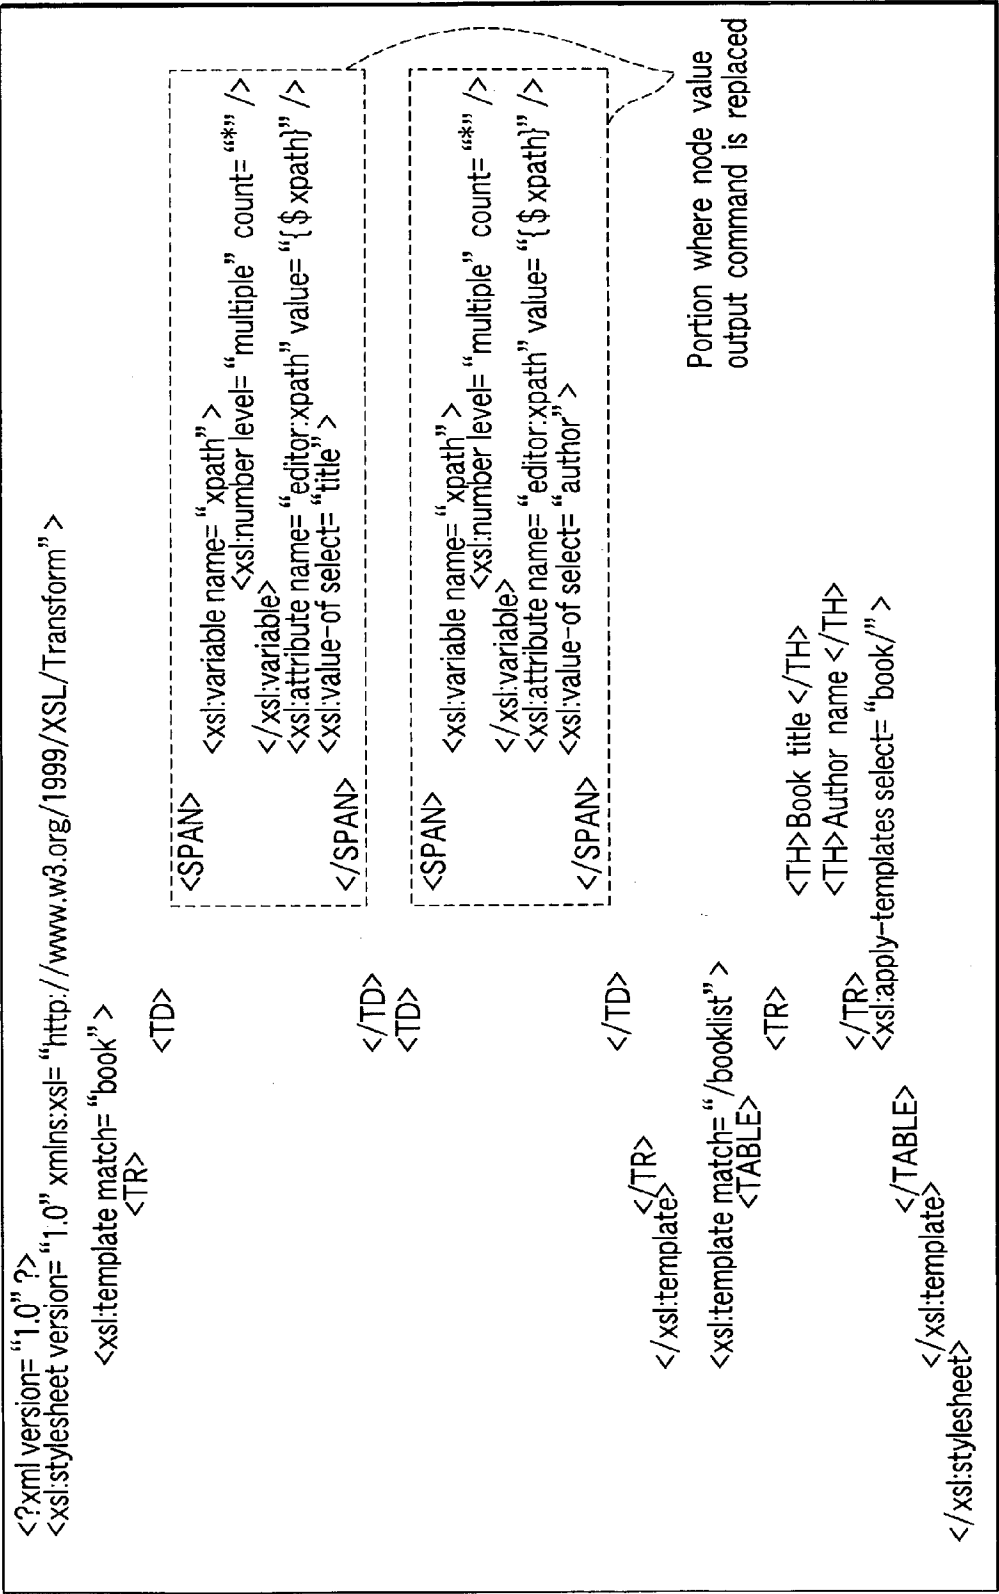 <?xml version=“1.0” ?>
<xsl:stylesheet version=“1.0” xmlns:xsl=“http://www.w3.org/1999/XSL/Transform” >
<xsl:template match=“book” >
<TR>
<TD>
<SPAN>
<xsl:variable name=“xpath” >
<xsl:number level=“multiple” count=“*” />
</xsl:variable>
<xsl:attribute name=“editor:xpath” value=“{$xpath}” />
<xsl:value-of select=“title” >
</SPAN>
</TD>
<TD>
<SPAN>
<xsl:variable name=“xpath” >
<xsl:number level=“multiple” count=“*” />
</xsl:variable>
<xsl:attribute name=“editor:xpath” value=“{$xpath}” />
<xsl:value-of select=“author” >
</SPAN>
</TD>
</TR>
</xsl:template>
Portion where node value
output command is replaced
<xsl:template match=“/booklist” >
<TABLE>
<TR>
<TH>Book title </TH>
<TH>Author name </TH>
</TR>
<xsl:apply-templates select=“book/” >
</TABLE>
</xsl:template>
</xsl:stylesheet>